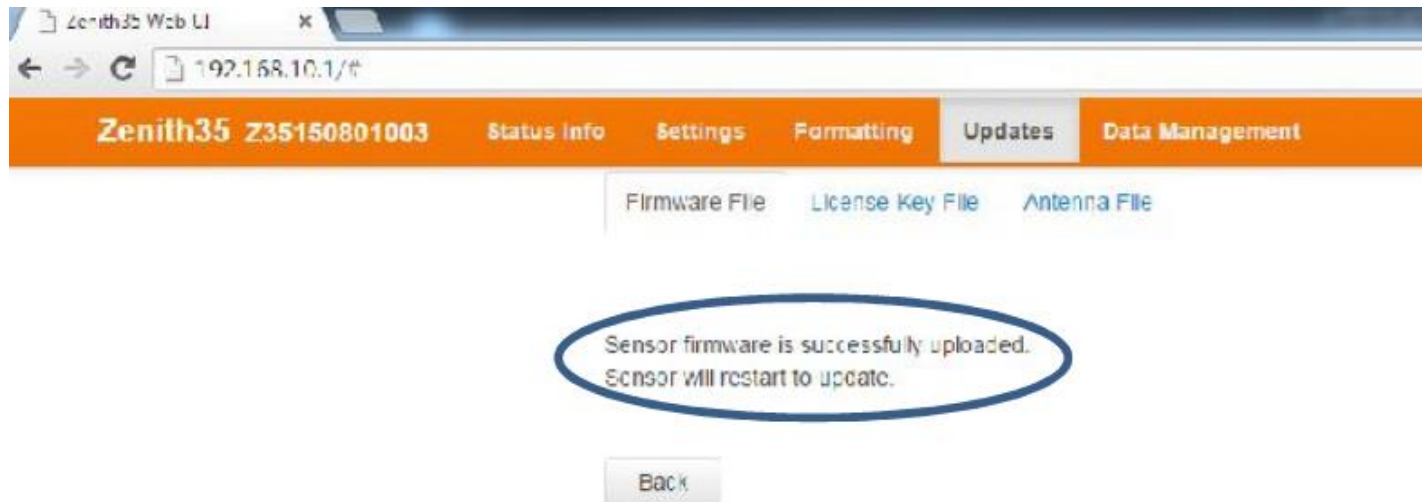 Zenith35 Web UI
192.168.10.1/#
Zenith35 Z35150801003 Status Info Settings Formatting Updates Data Management
Firmware File License Key File Antenna File
Sensor firmware is successfully uploaded.
Sensor will restart to update.
Back